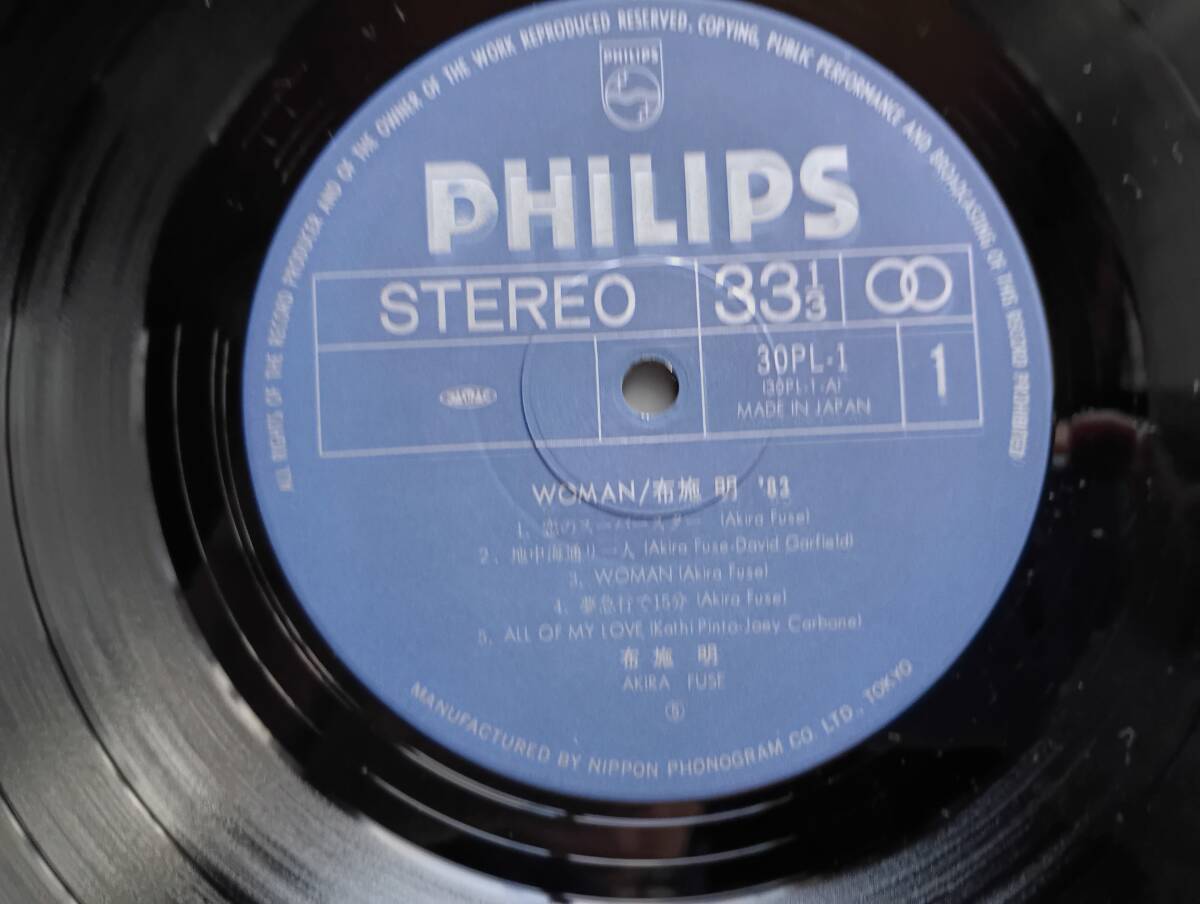 ALL RIGHTS OF THE RECORD PRODUCER AND OF THE OWNER OF THE WORK REPRODUCED RESERVED. COPYING, PUBLIC PERFORMANCE AND BROADCASTING OF THIS RECORD PROHIBITED
PHILIPS
PHILIPS
STEREO 33 1/3
30PL-1
(30PL-1-A)
MADE IN JAPAN
1
WOMAN/布施 明 '83
1. 恋のスーパースター (Akira Fuse)
2. 地中海通り二人 (Akira Fuse-David Garfield)
3. WOMAN (Akira Fuse)
4. 夢急行で15分 (Akira Fuse)
5. ALL OF MY LOVE (Kathi Pinto-Joey Carbone)
布施 明
AKIRA FUSE
⑤
MANUFACTURED BY NIPPON PHONOGRAM CO. LTD., TOKYO